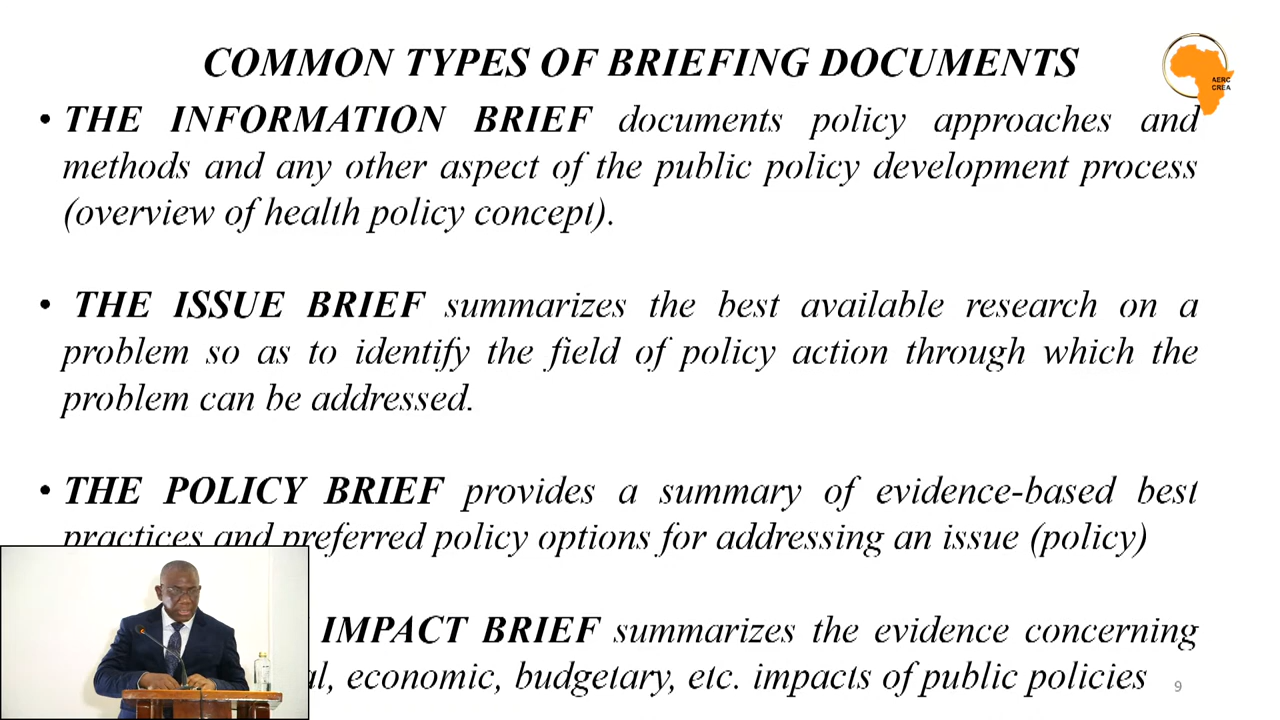 COMMON TYPES OF BRIEFING DOCUMENTS
AERC
CREA
• THE INFORMATION BRIEF documents policy approaches and
methods and any other aspect of the public policy development process
(overview of health policy concept).
• THE ISSUE BRIEF summarizes the best available research on a
problem so as to identify the field of policy action through which the
problem can be addressed.
• THE POLICY BRIEF provides a summary of evidence-based best
practices and preferred policy options for addressing an issue (policy)
IMPACT BRIEF summarizes the evidence concerning
economic, budgetary, etc. impacts of public policies
9